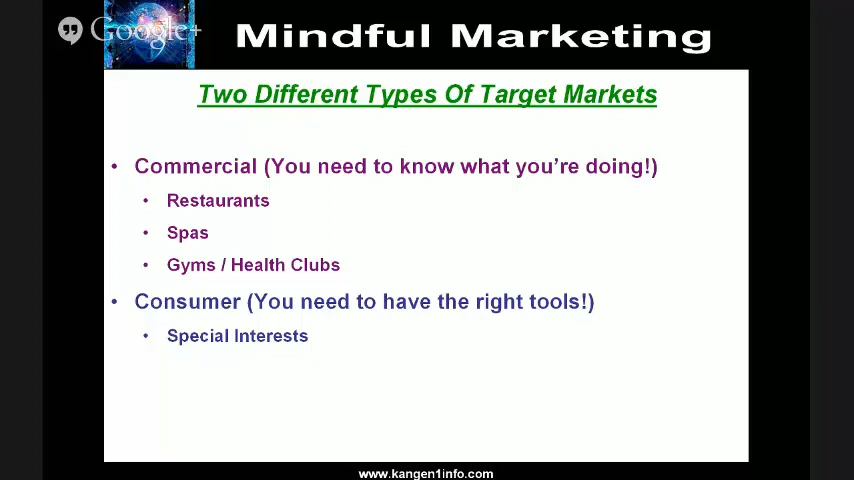 Google+
Mindful Marketing
Two Different Types Of Target Markets
• Commercial (You need to know what you're doing!)
• Restaurants
• Spas
• Gyms / Health Clubs
• Consumer (You need to have the right tools!)
• Special Interests
www.kangen1info.com